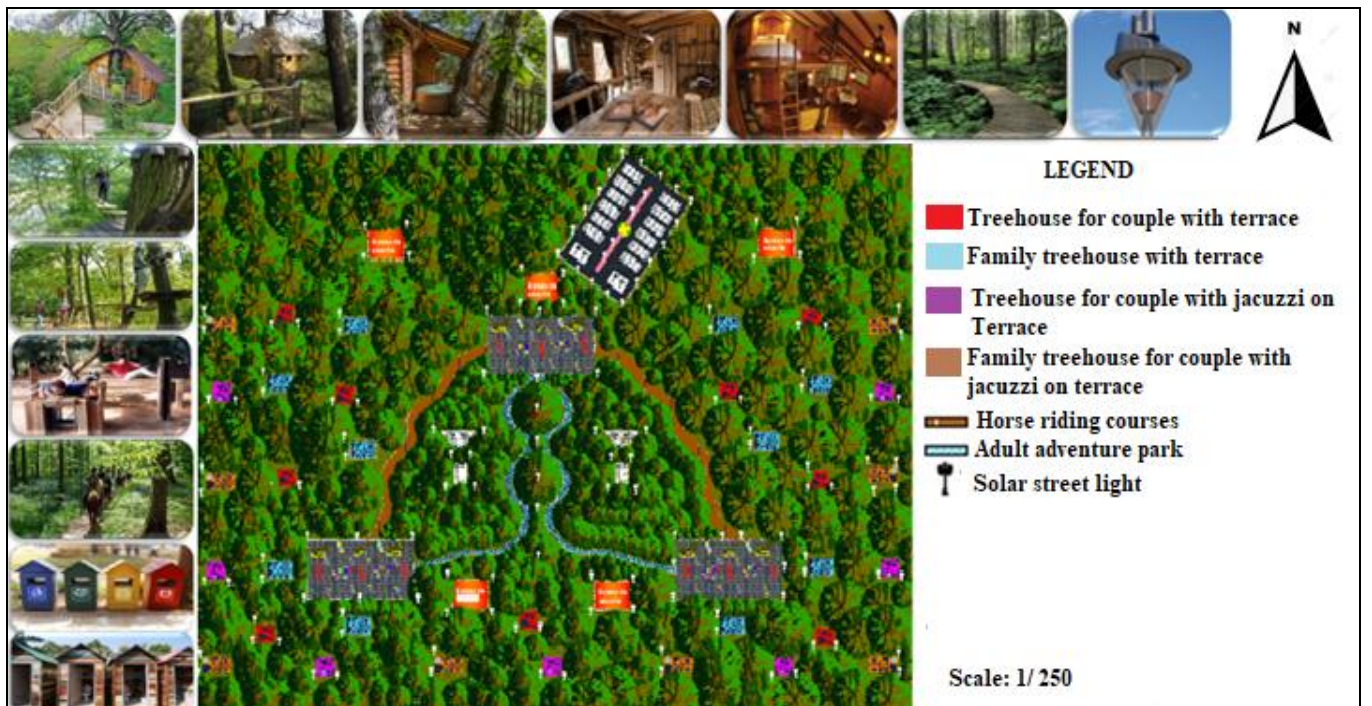 N
LEGEND
Treehouse for couple with terrace
Family treehouse with terrace
Treehouse for couple with jacuzzi on
Terrace
Family treehouse for couple with
jacuzzi on terrace
Horse riding courses
Adult adventure park
Solar street light
Scale: 1/ 250